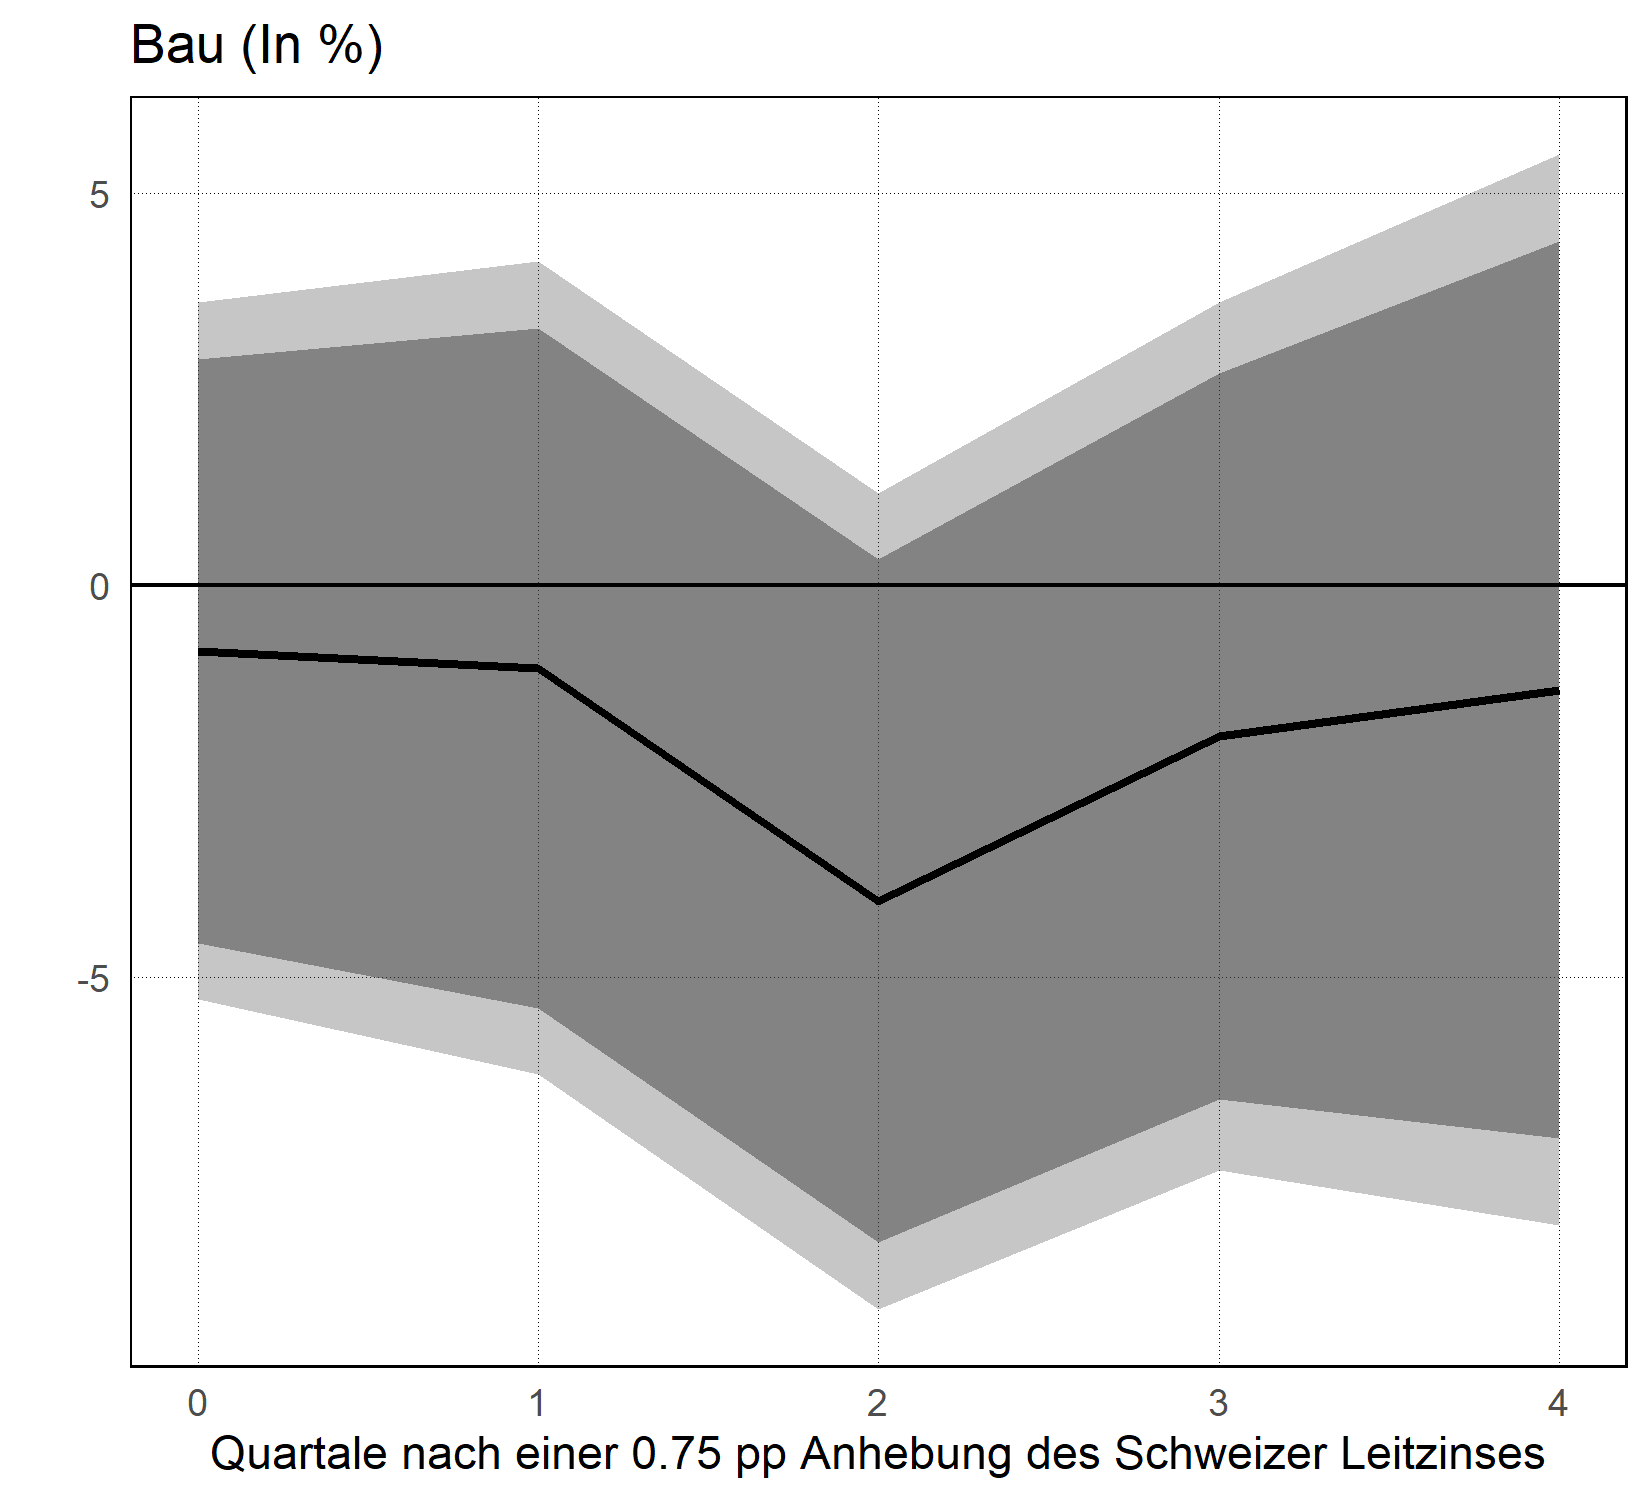 Bau (In %)
5
0
-5
0 1 2 3 4
Quartale nach einer 0.75 pp Anhebung des Schweizer Leitzinses